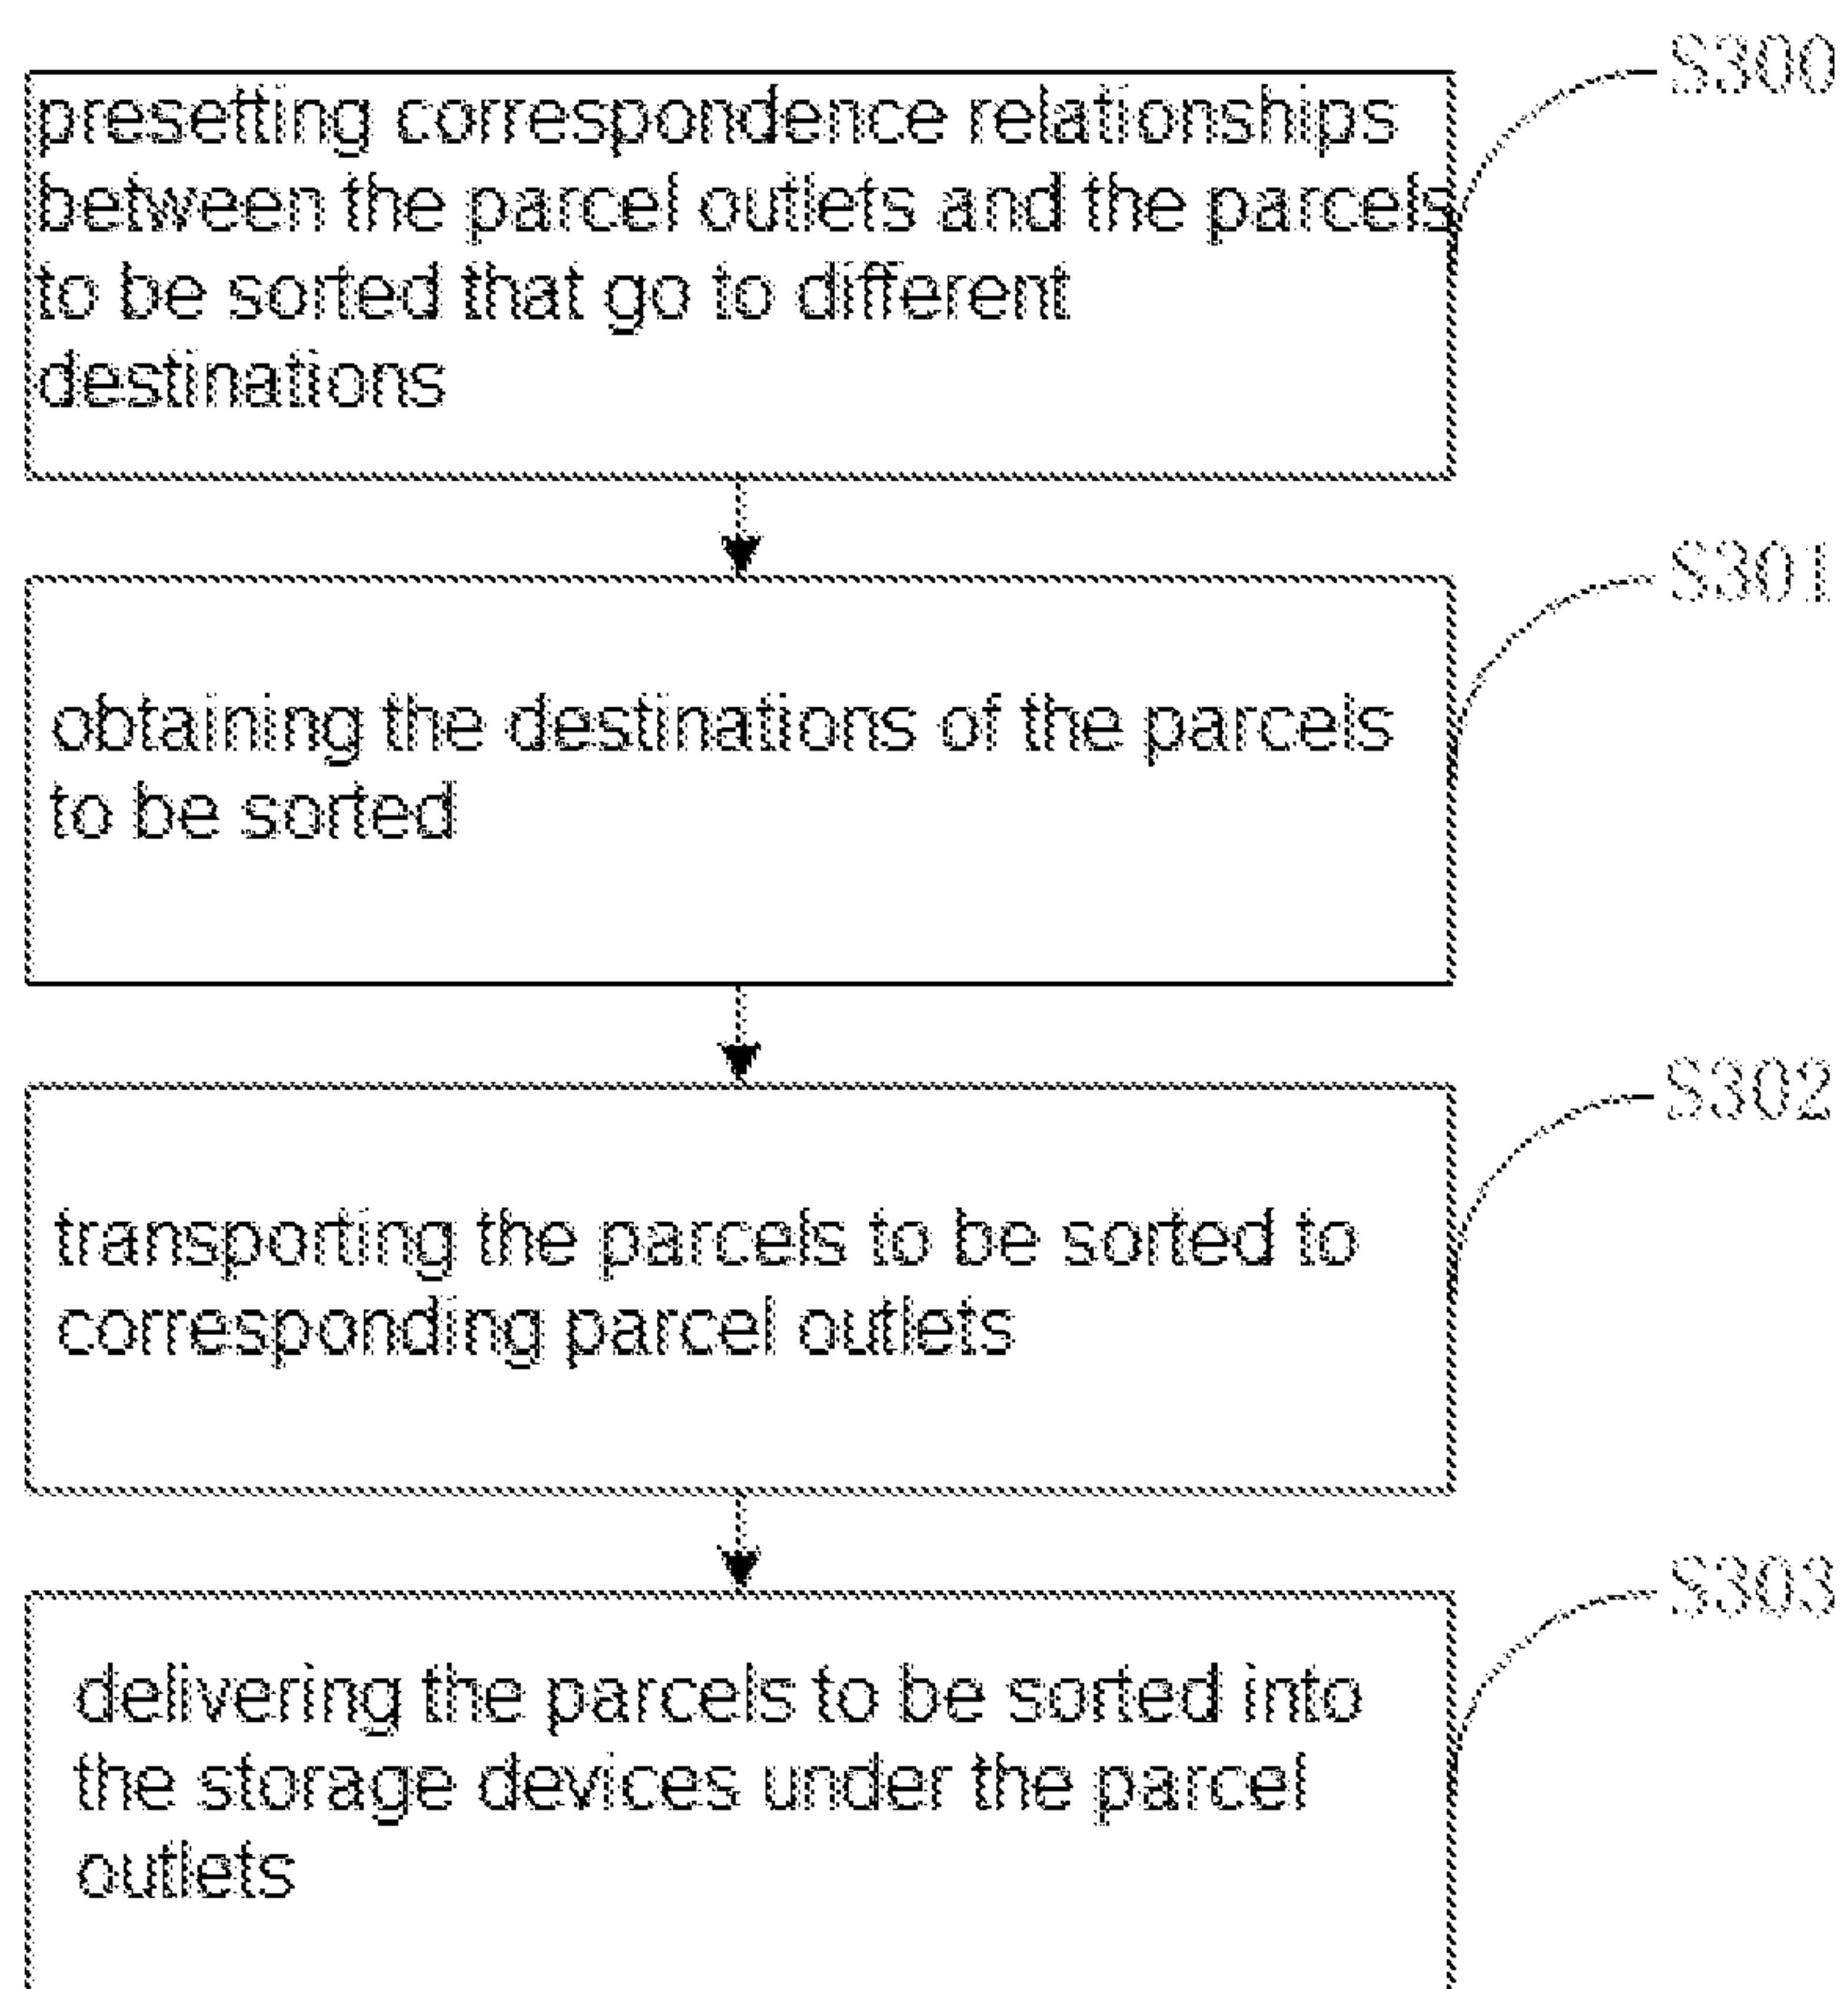 S300
presetting correspondence relationships
between the parcel outlets and the parcels
to be sorted that go to different
destinations
S301
obtaining the destinations of the parcels
to be sorted
S302
transporting the parcels to be sorted to
corresponding parcel outlets
S303
delivering the parcels to be sorted into
the storage devices under the parcel
outlets